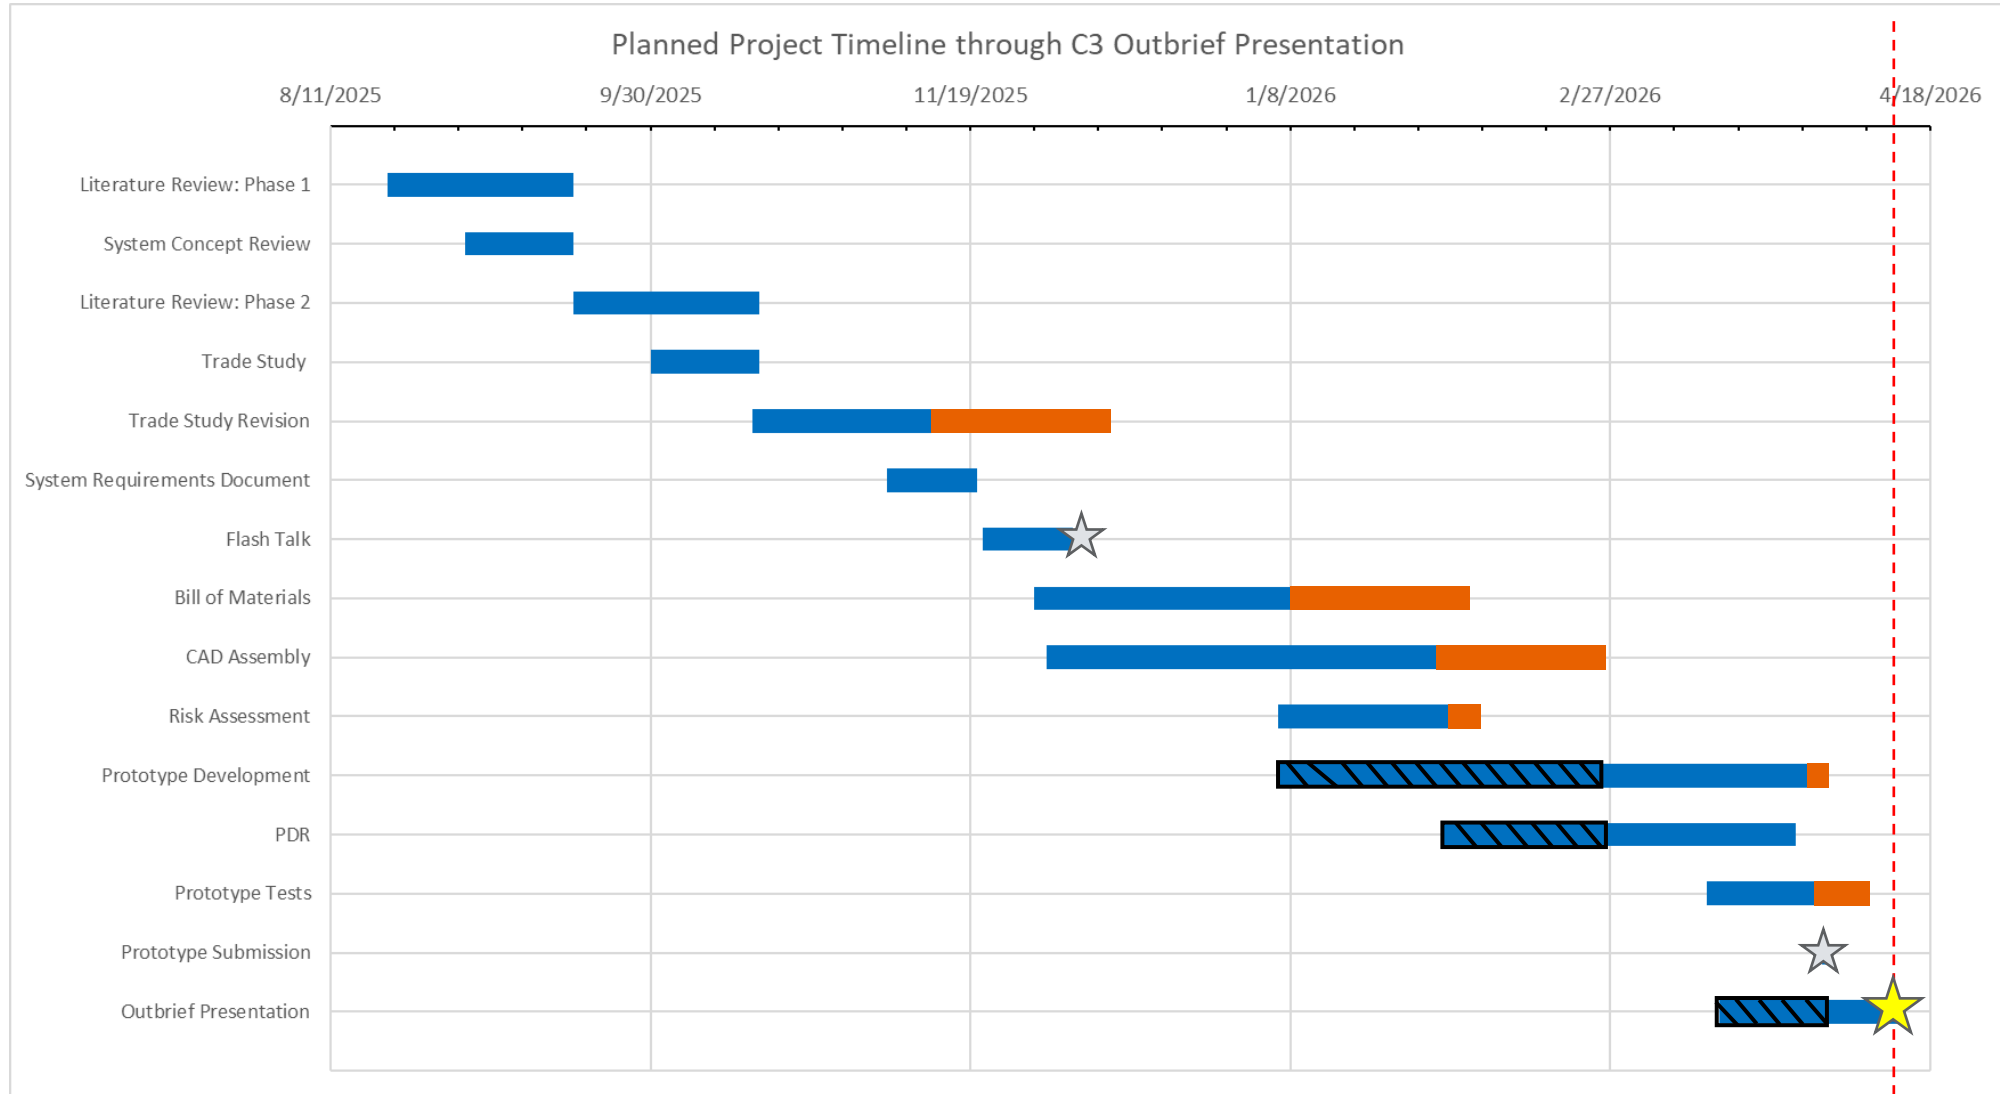 Planned Project Timeline through C3 Outbrief Presentation
8/11/2025 9/30/2025 11/19/2025 1/8/2026 2/27/2026 4/18/2026
Literature Review: Phase 1
System Concept Review
Literature Review: Phase 2
Trade Study
Trade Study Revision
System Requirements Document
Flash Talk
Bill of Materials
CAD Assembly
Risk Assessment
Prototype Development
PDR
Prototype Tests
Prototype Submission
Outbrief Presentation